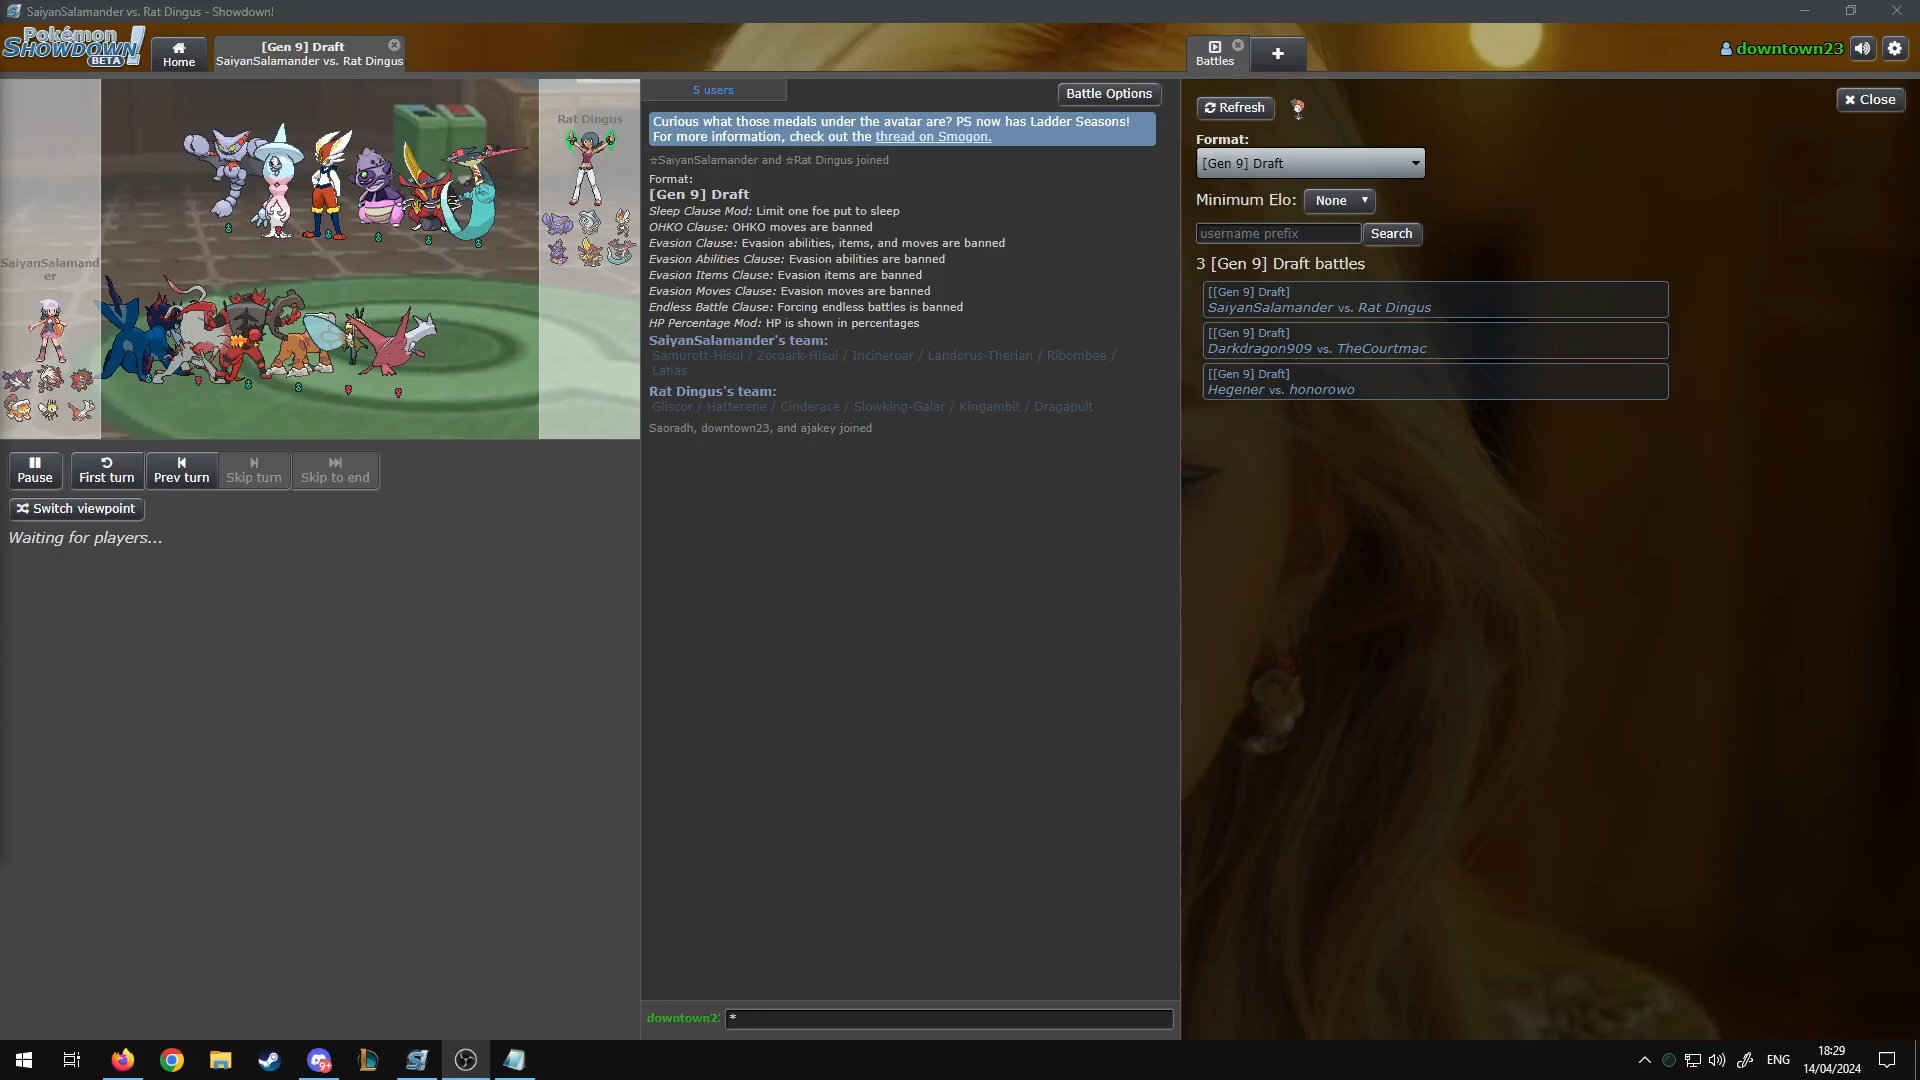 SaiyanSalamander vs. Rat Dingus - Showdown!
Pokémon
SHOWDOWN!
BETA
Home
[Gen 9] Draft
SaiyanSalamander vs. Rat Dingus
Battles
+
downtown23
SaiyanSalamand
er
Rat Dingus
Pause
First turn
Prev turn
Skip turn
Skip to end
Switch viewpoint
Waiting for players...
5 users
Battle Options
Curious what those medals under the avatar are? PS now has Ladder Seasons!
For more information, check out the thread on Smogon.
☆SaiyanSalamander and ☆Rat Dingus joined
Format:
[Gen 9] Draft
Sleep Clause Mod: Limit one foe put to sleep
OHKO Clause: OHKO moves are banned
Evasion Clause: Evasion abilities, items, and moves are banned
Evasion Abilities Clause: Evasion abilities are banned
Evasion Items Clause: Evasion items are banned
Evasion Moves Clause: Evasion moves are banned
Endless Battle Clause: Forcing endless battles is banned
HP Percentage Mod: HP is shown in percentages
SaiyanSalamander's team:
Samurott-Hisui / Zoroark-Hisui / Incineroar / Landorus-Therian / Ribombee /
Latias
Rat Dingus's team:
Gliscor / Hatterene / Cinderace / Slowking-Galar / Kingambit / Dragapult
Saoradh, downtown23, and ajakey joined
downtown2:
*
Refresh
Close
Format:
[Gen 9] Draft
Minimum Elo: None
username prefix
Search
3 [Gen 9] Draft battles
[[Gen 9] Draft]
SaiyanSalamander vs. Rat Dingus
[[Gen 9] Draft]
Darkdragon909 vs. TheCourtmac
[[Gen 9] Draft]
Hegener vs. honorowo
9+
ENG
18:29
14/04/2024